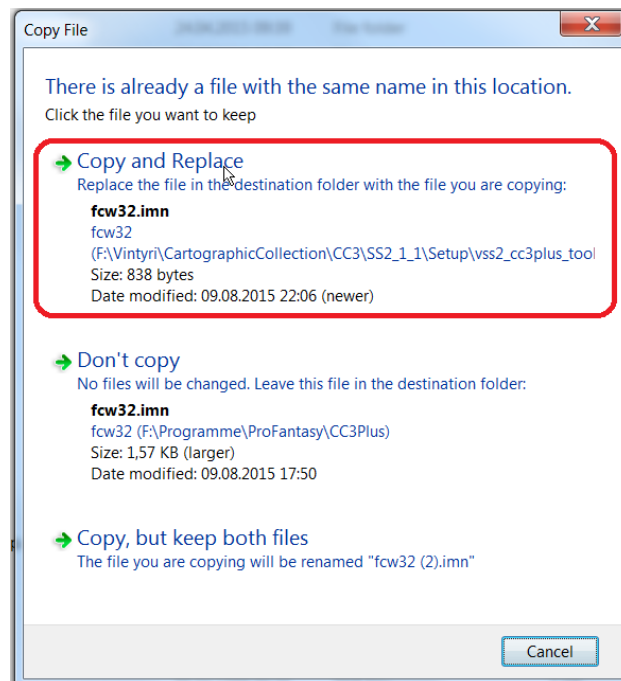 Copy File
There is already a file with the same name in this location.
Click the file you want to keep
Copy and Replace
Replace the file in the destination folder with the file you are copying:
fcw32.imn
fcw32
(F:\Vintyri\CartographicCollection\CC3\SS2_1_1\Setup\vss2_cc3plus_tool
Size: 838 bytes
Date modified: 09.08.2015 22:06 (newer)
Don't copy
No files will be changed. Leave this file in the destination folder:
fcw32.imn
fcw32 (F:\Programme\ProFantasy\CC3Plus)
Size: 1,57 KB (larger)
Date modified: 09.08.2015 17:50
Copy, but keep both files
The file you are copying will be renamed "fcw32 (2).imn"
Cancel